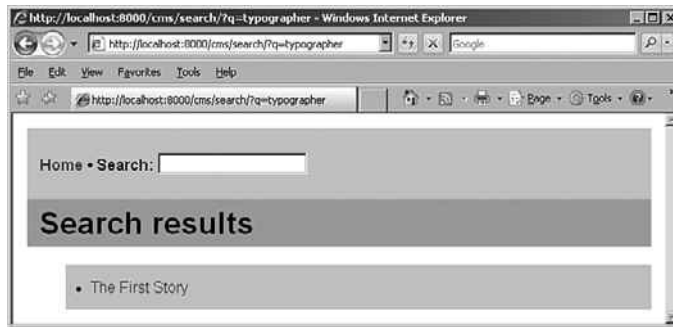 http://localhost:8000/cms/search/?q=typographer - Windows Internet Explorer
http://localhost:8000/cms/search/?q=typographer Google
File Edit View Favorites Tools Help
http://localhost:8000/cms/search/?q=typographer Page Tools
Home • Search:
Search results
• The First Story